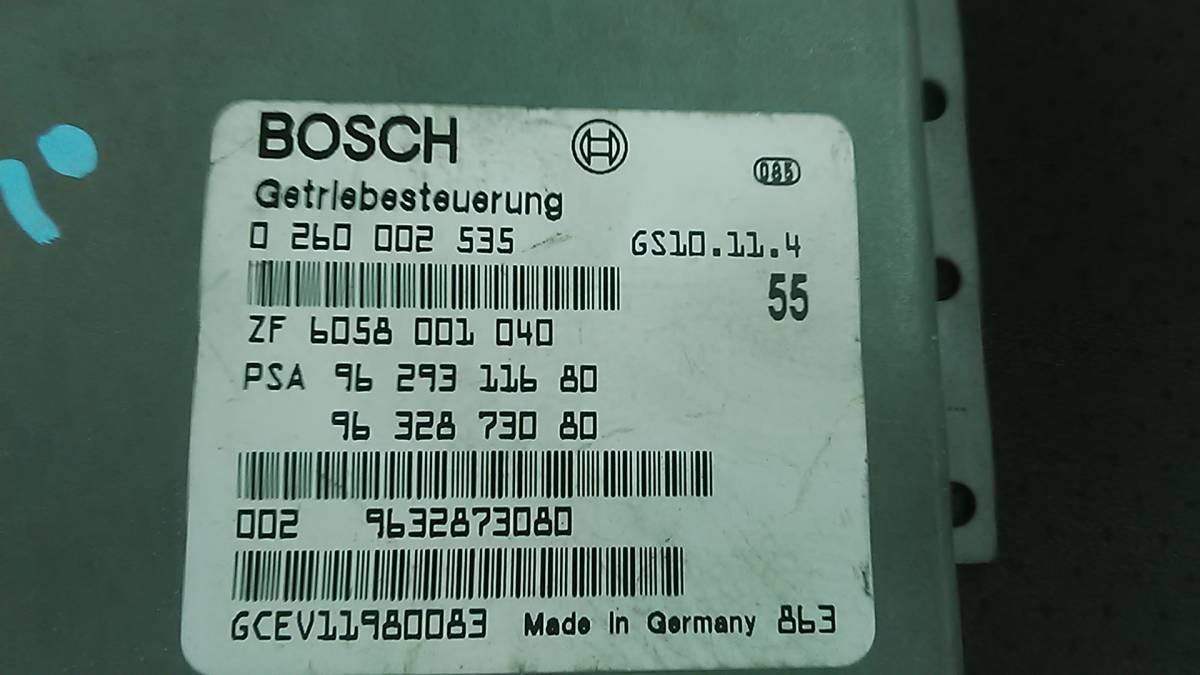 BOSCH
085
Getriebesteuerung
0 260 002 535 GS10.11.4
55
ZF 6058 001 040
PSA 96 293 116 80
96 328 730 80
002 9632873080
GCEV11980083 Made In Germany 863